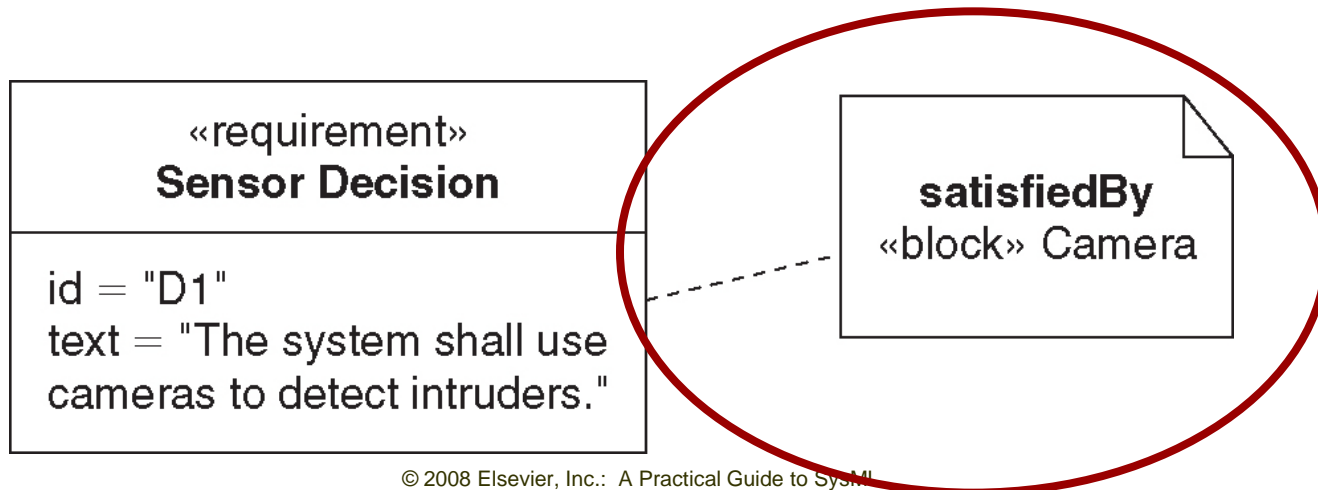 «requirement»
Sensor Decision
id = "D1"
text = "The system shall use
cameras to detect intruders."
satisfiedBy
«block» Camera
© 2008 Elsevier, Inc.: A Practical Guide to SysML